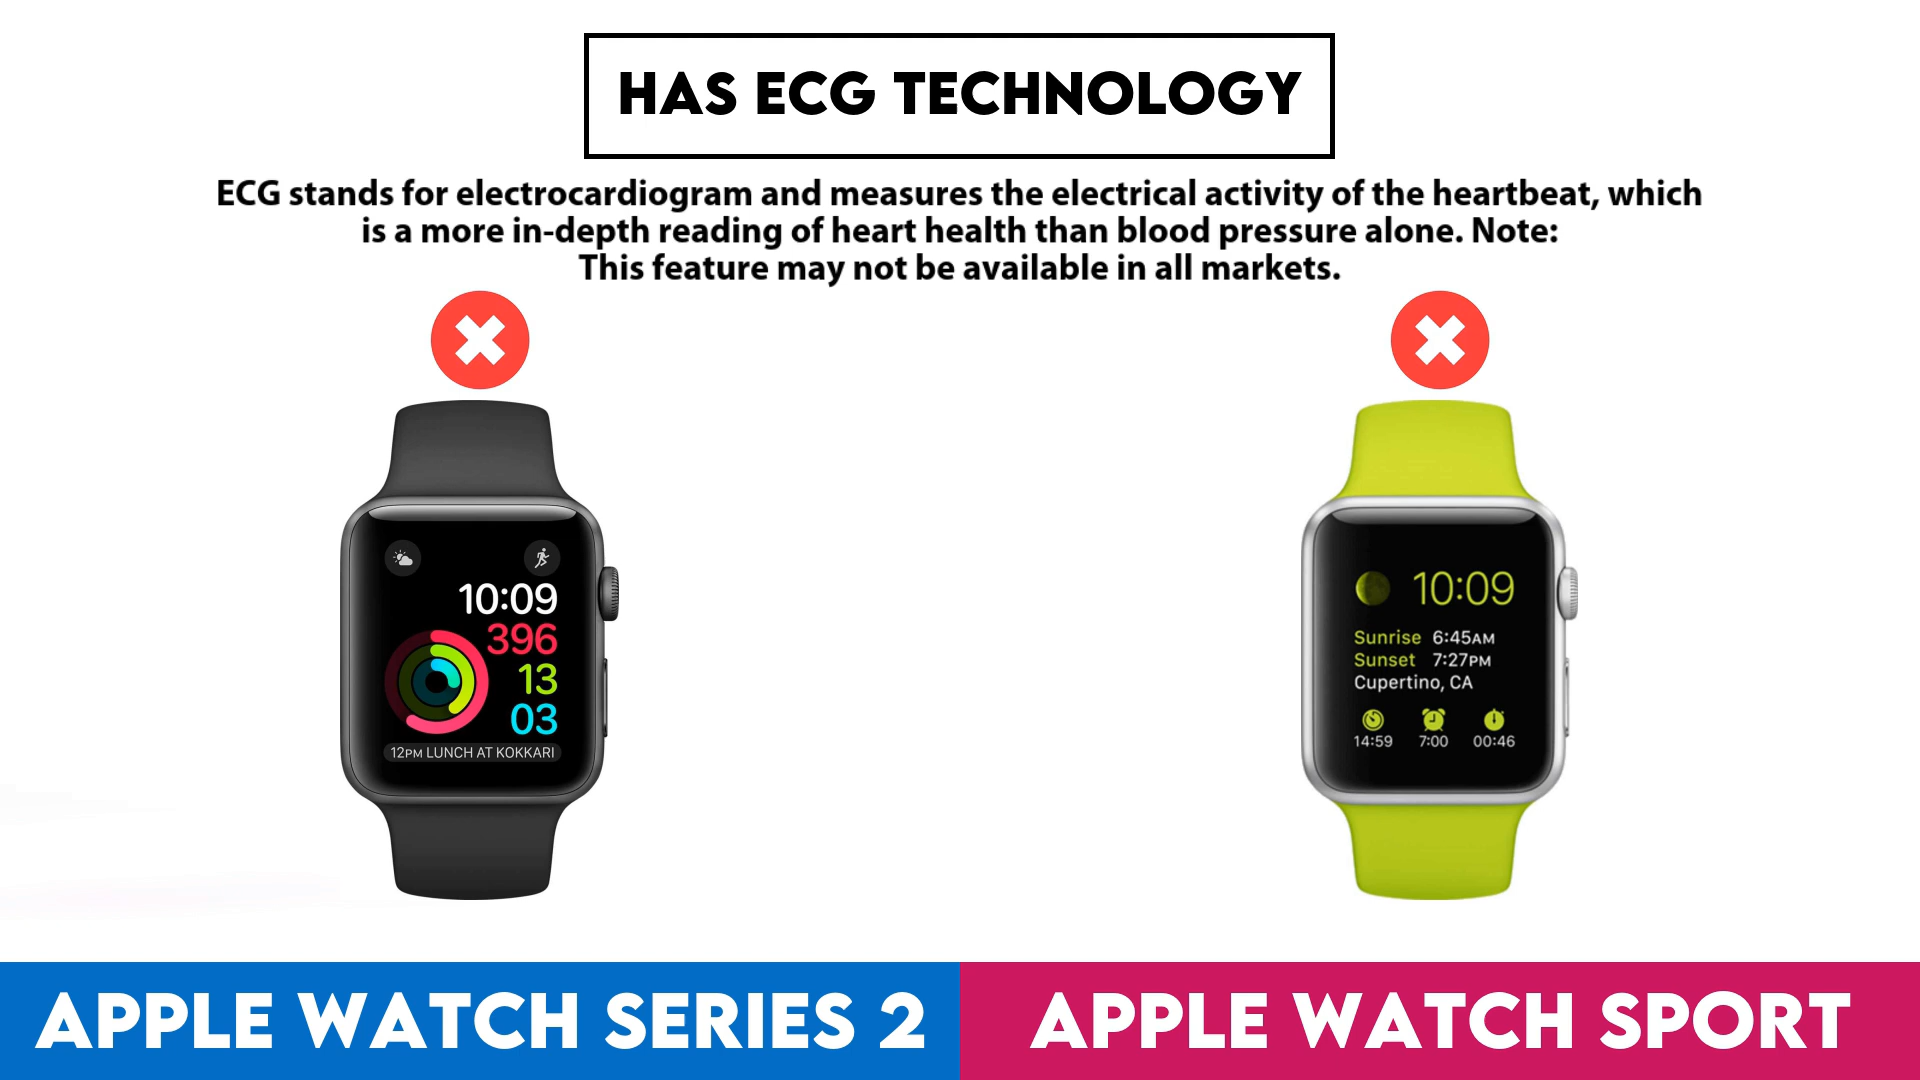 HAS ECG TECHNOLOGY
ECG stands for electrocardiogram and measures the electrical activity of the heartbeat, which
is a more in-depth reading of heart health than blood pressure alone. Note:
This feature may not be available in all markets.
10:09
396
13
03
12PM LUNCH AT KOKKARI
10:09
Sunrise 6:45AM
Sunset 7:27PM
Cupertino, CA
14:59 7:00 00:46
APPLE WATCH SERIES 2
APPLE WATCH SPORT